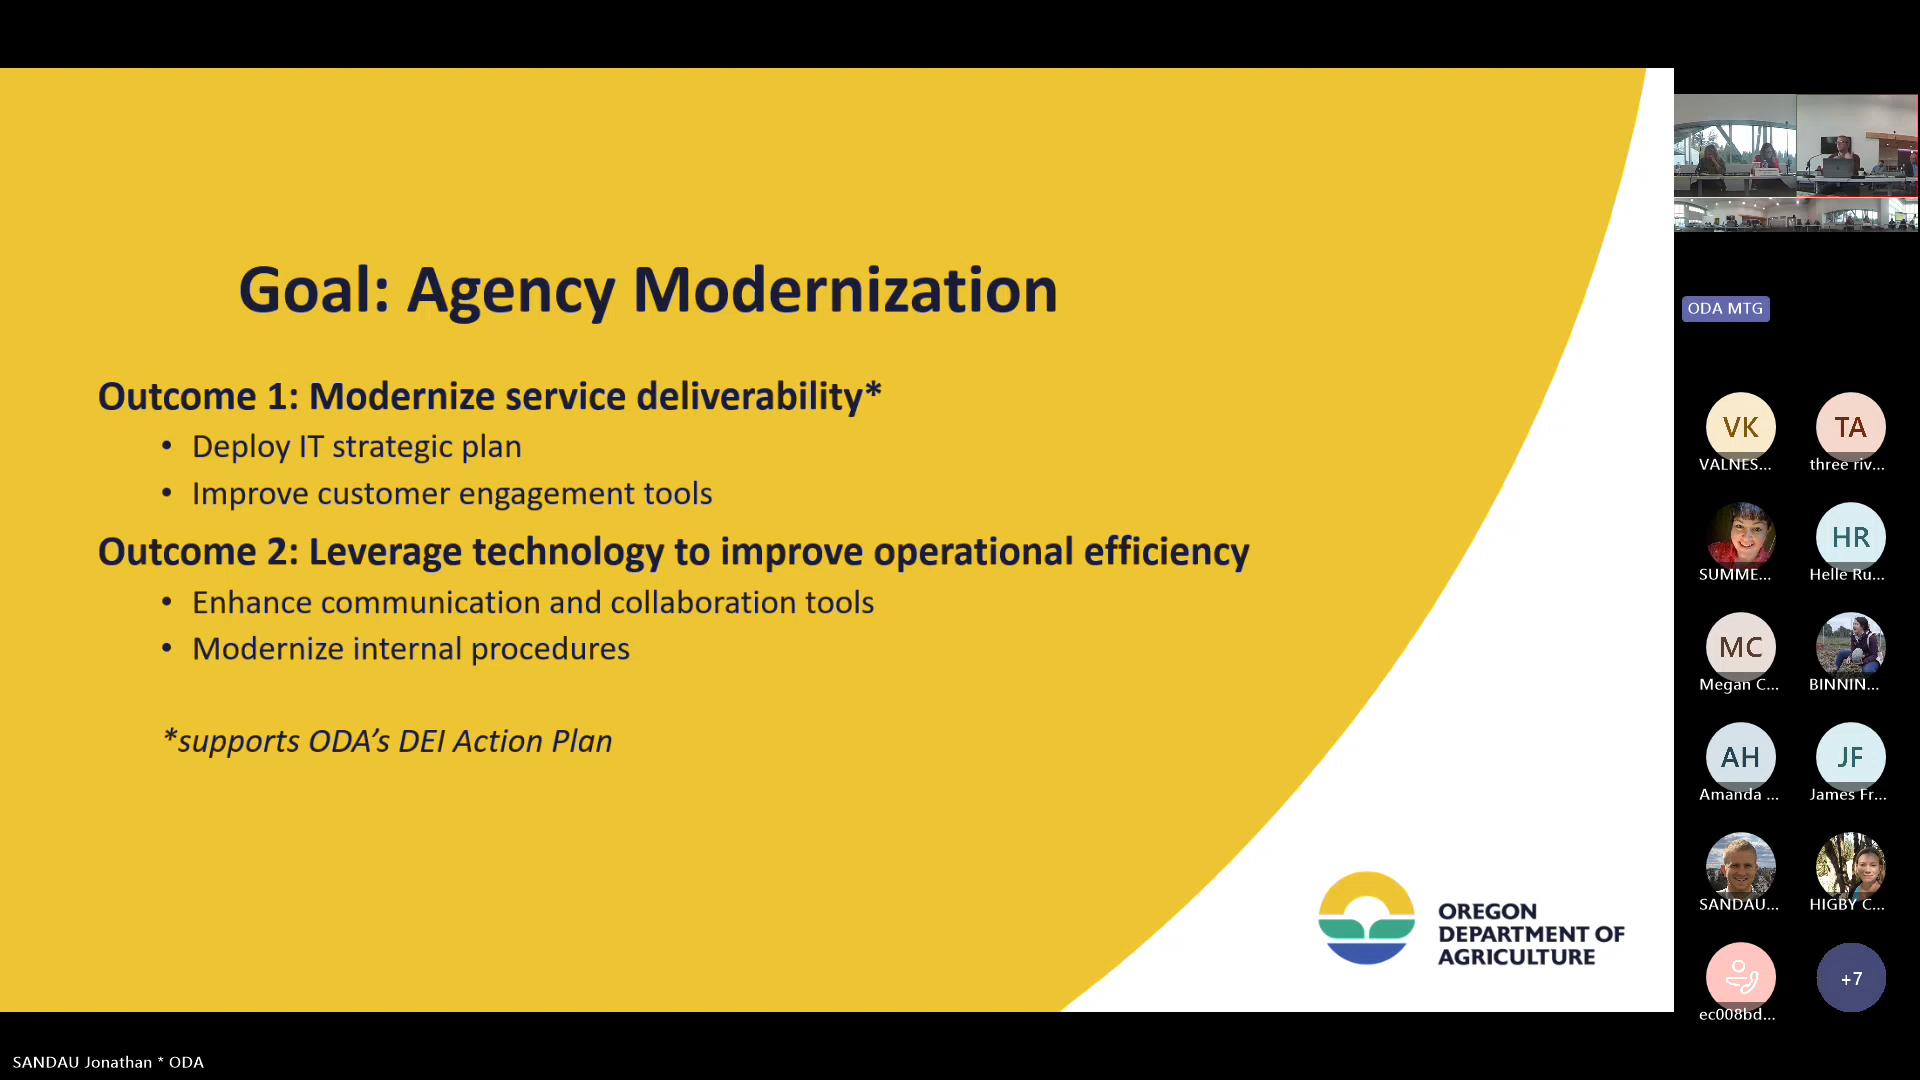 Goal: Agency Modernization
Outcome 1: Modernize service deliverability*
• Deploy IT strategic plan
• Improve customer engagement tools
Outcome 2: Leverage technology to improve operational efficiency
• Enhance communication and collaboration tools
• Modernize internal procedures
*supports ODA’s DEI Action Plan
OREGON
DEPARTMENT OF
AGRICULTURE
ODA MTG
VK
VALNES...
TA
three riv...
SUMME...
HR
Helle Ru...
MC
Megan C...
BINNIN...
AH
Amanda ...
JF
James Fr...
SANDAU...
HIGBY C...
ec008bd...
+7
SANDAU Jonathan * ODA